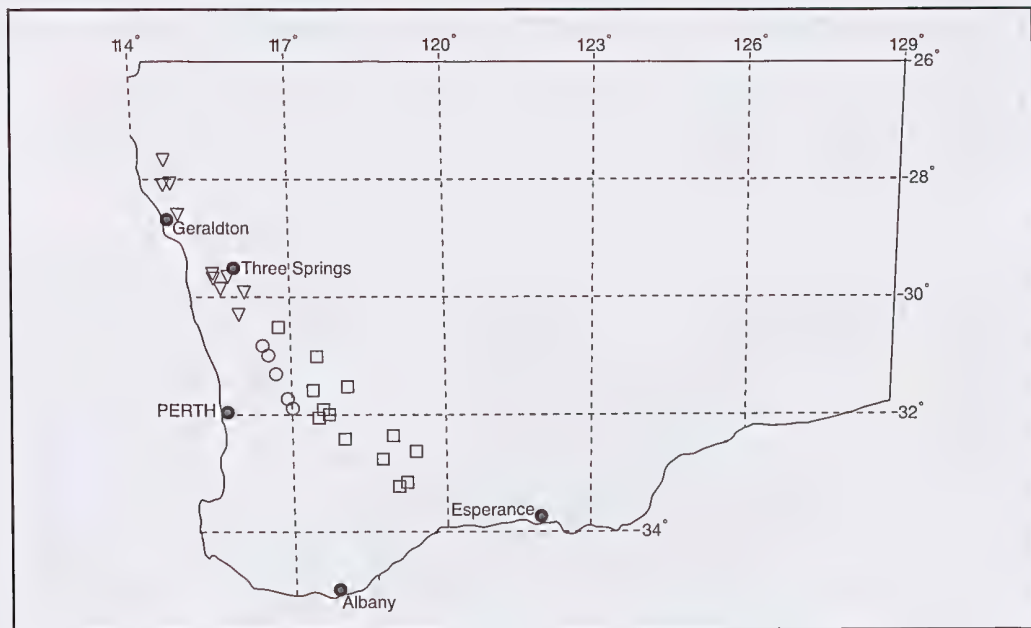 114° 117° 120° 123° 126° 129°
26°
28°
Geraldton
Three Springs
30°
PERTH
32°
Esperance
34°
Albany